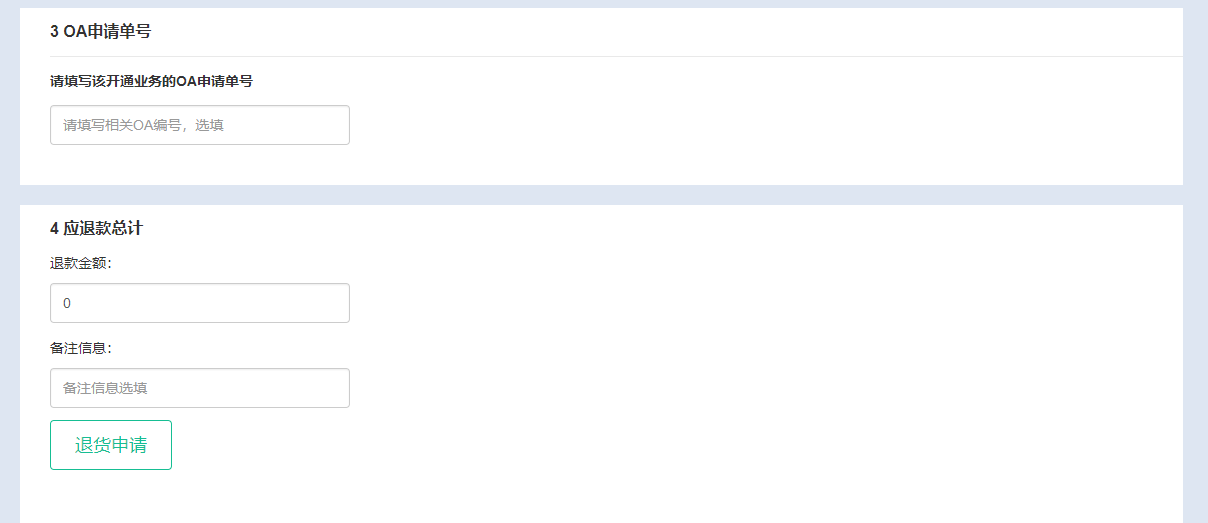 3 OA申请单号
请填写该开通业务的OA申请单号
请填写相关OA编号，选填
4 应退款总计
退款金额：
0
备注信息：
备注信息选填
退货申请